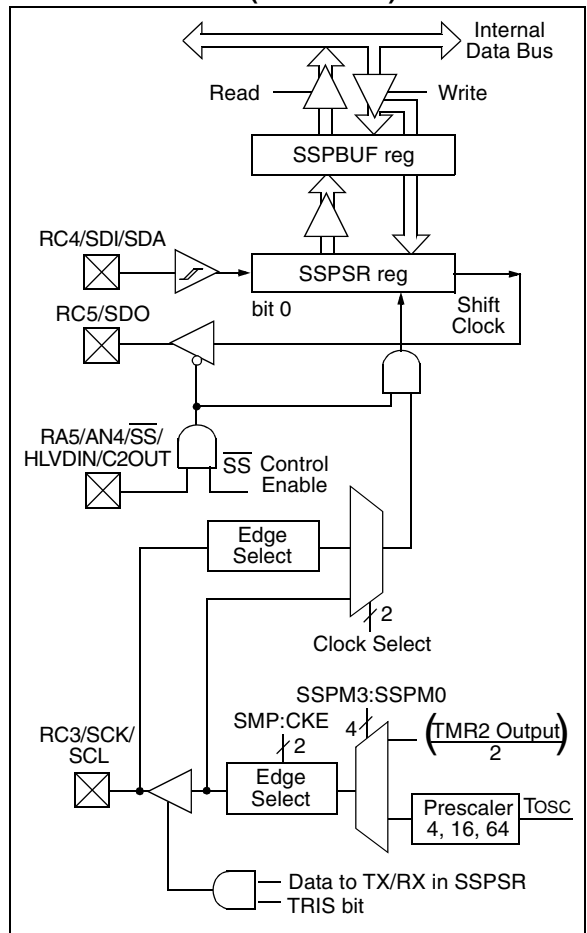 Internal
Data Bus
Read
Write
SSPBUF reg
RC4/SDI/SDA
SSPSR reg
RC5/SDO
bit 0
Shift
Clock
RA5/AN4/SS/
HLVDIN/C2OUT
SS Control
Enable
Edge
Select
2
Clock Select
SSPM3:SSPM0
SMP:CKE
4
(TMR2 Output)
2
2
RC3/SCK/
SCL
Edge
Select
Prescaler
4, 16, 64
TOSC
Data to TX/RX in SSPSR
TRIS bit